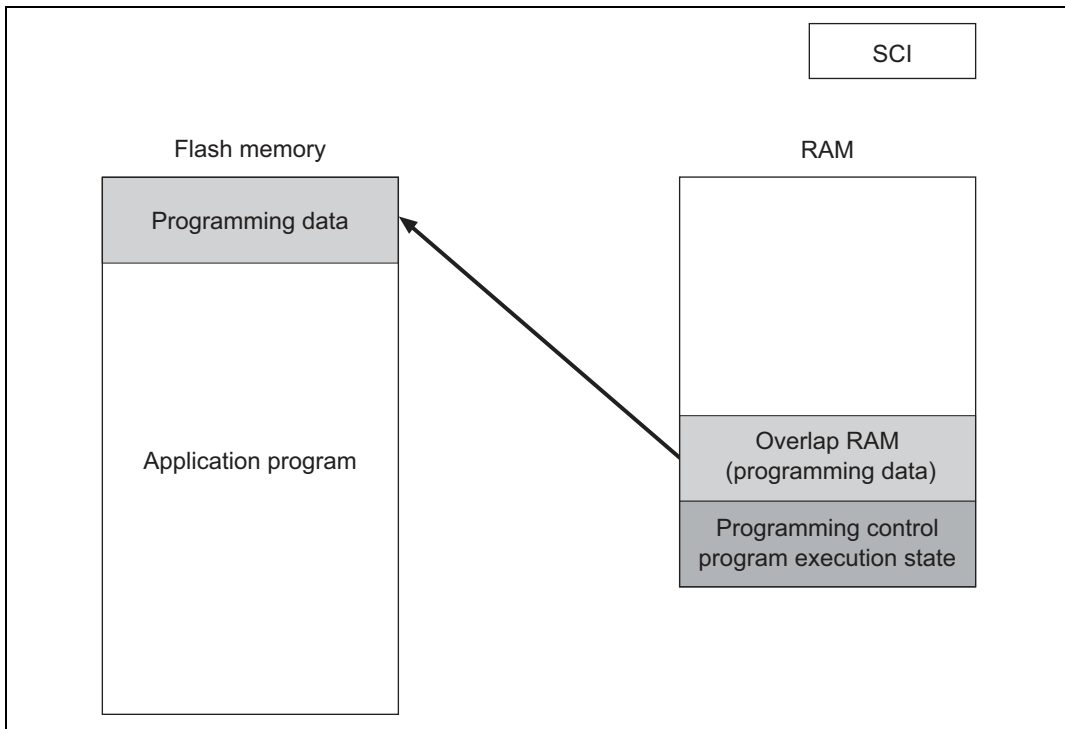 SCI
Flash memory
RAM
Programming data
Application program
Overlap RAM
(programming data)
Programming control
program execution state